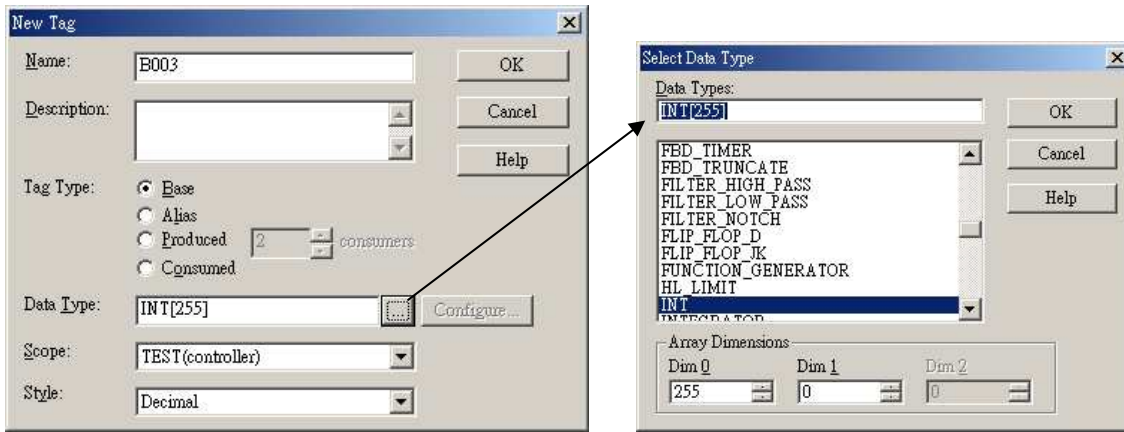 New Tag
Name: B003 OK
Description: Cancel
Help
Tag Type: Base
Alias
Produced 2 consumers
Consumed
Data Type: INT[255] ... Configure...
Scope: TEST(controller)
Style: Decimal
Select Data Type
Data Types:
INT[255] OK
Cancel
Help
FBD_TIMER
FBD_TRUNCATE
FILTER_HIGH_PASS
FILTER_LOW_PASS
FILTER_NOTCH
FLIP_FLOP_D
FLIP_FLOP_JK
FUNCTION_GENERATOR
HL_LIMIT
INT
INTEGRATOR
Array Dimensions
Dim 0 Dim 1 Dim 2
255 0 0